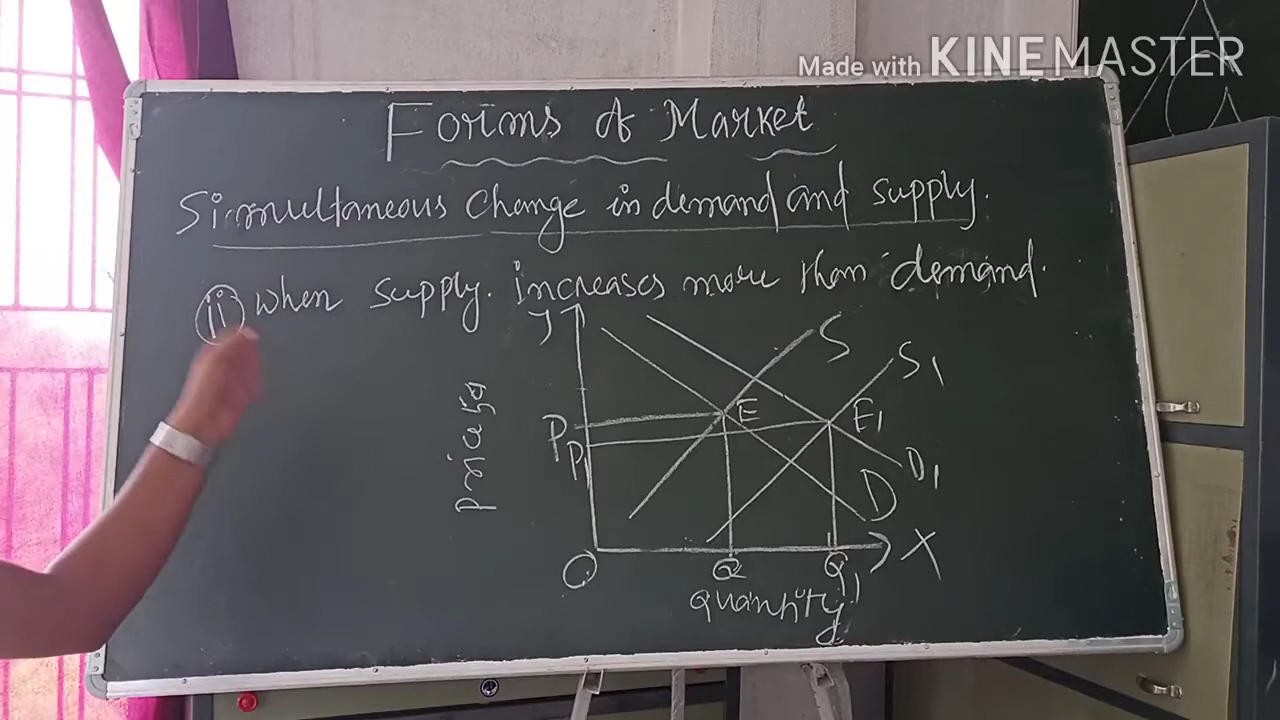 Made with KINEMASTER
Forms of Market
Simultaneous change in demand and supply.
(ii) when supply. increases more than demand.
Y
S
S1
P
E
E1
P1
D1
D
prices
O
Q
Q1
X
quantity